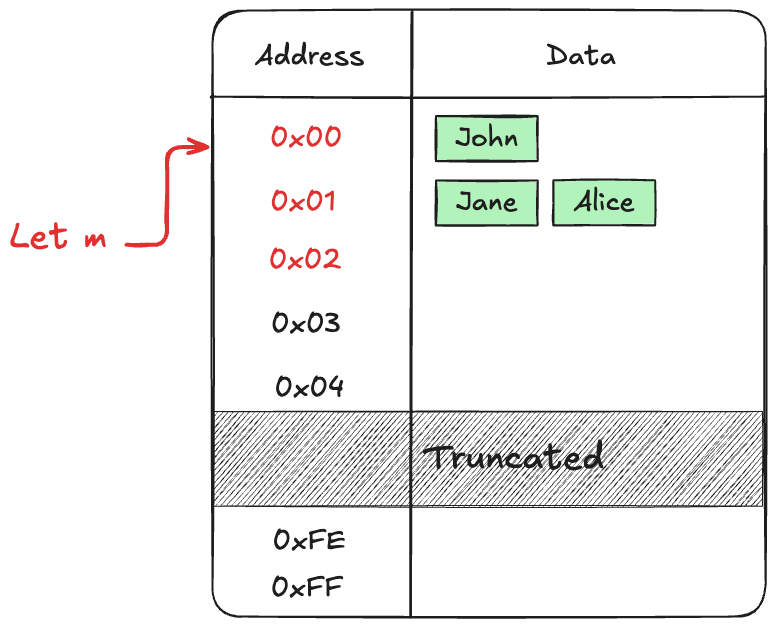 Address Data
0x00 John
Let m
0x01 Jane Alice
0x02
0x03
0x04
Truncated
0xFE
0xFF